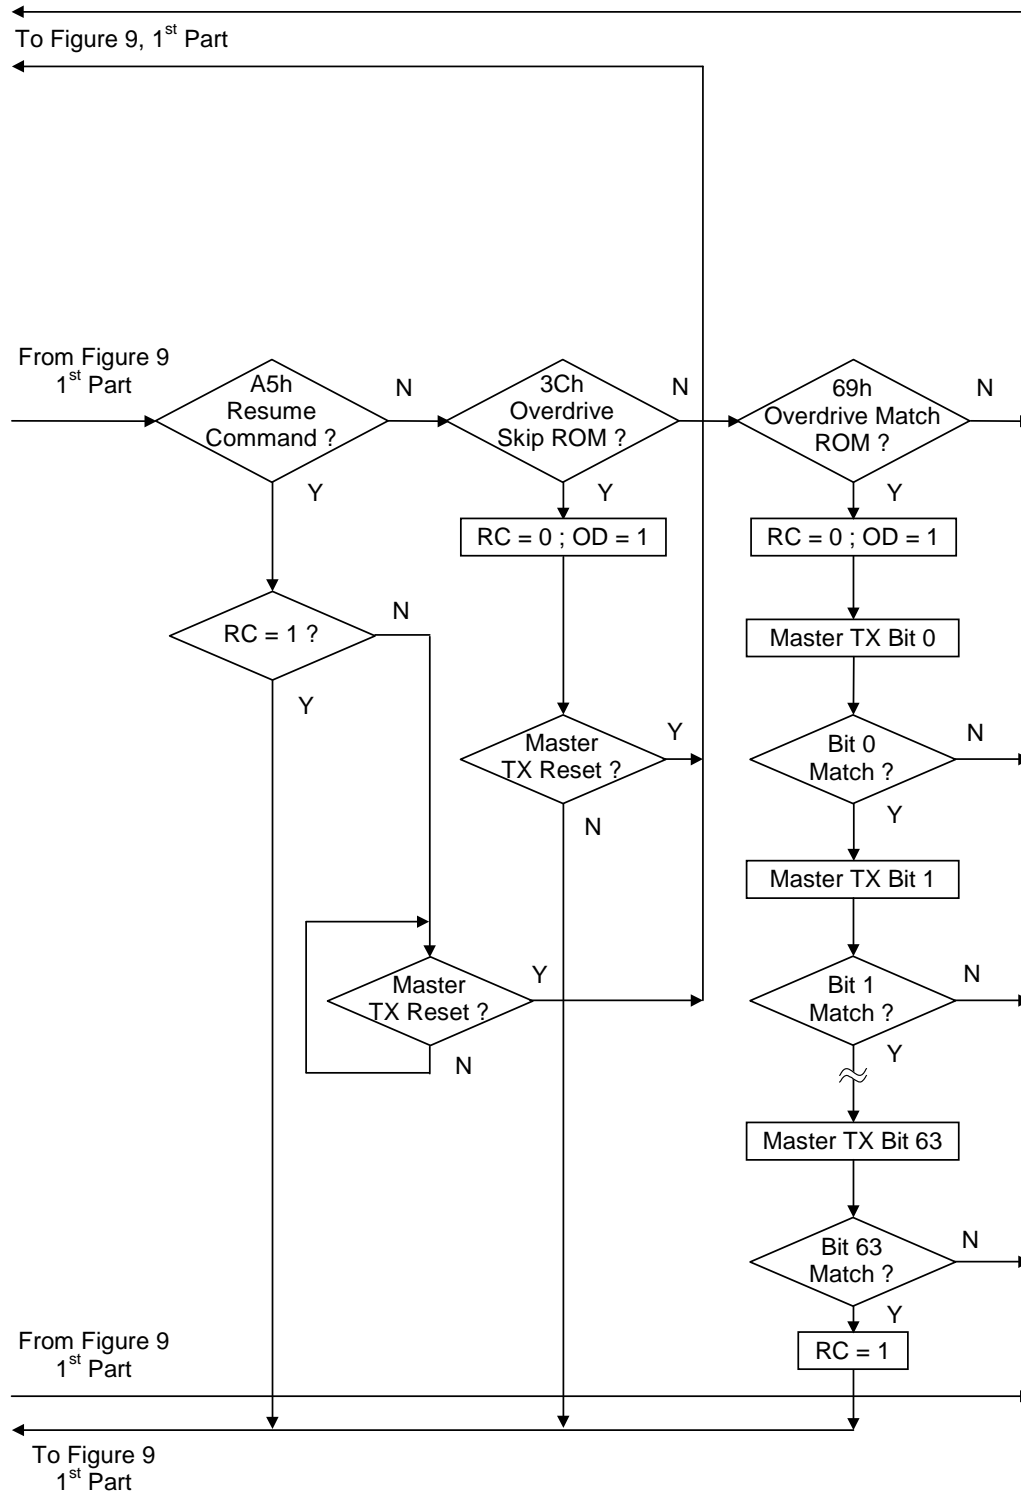 To Figure 9, 1st Part
From Figure 9
1st Part
A5h
Resume
Command ?
N
Y
3Ch
Overdrive
Skip ROM ?
N
Y
69h
Overdrive Match
ROM ?
N
Y
RC = 0 ; OD = 1
RC = 0 ; OD = 1
RC = 1 ?
N
Y
Master TX Bit 0
Master
TX Reset ?
Y
N
Bit 0
Match ?
N
Y
Master TX Bit 1
Master
TX Reset ?
Y
N
Bit 1
Match ?
N
Y
Master TX Bit 63
Bit 63
Match ?
N
Y
RC = 1
From Figure 9
1st Part
To Figure 9
1st Part